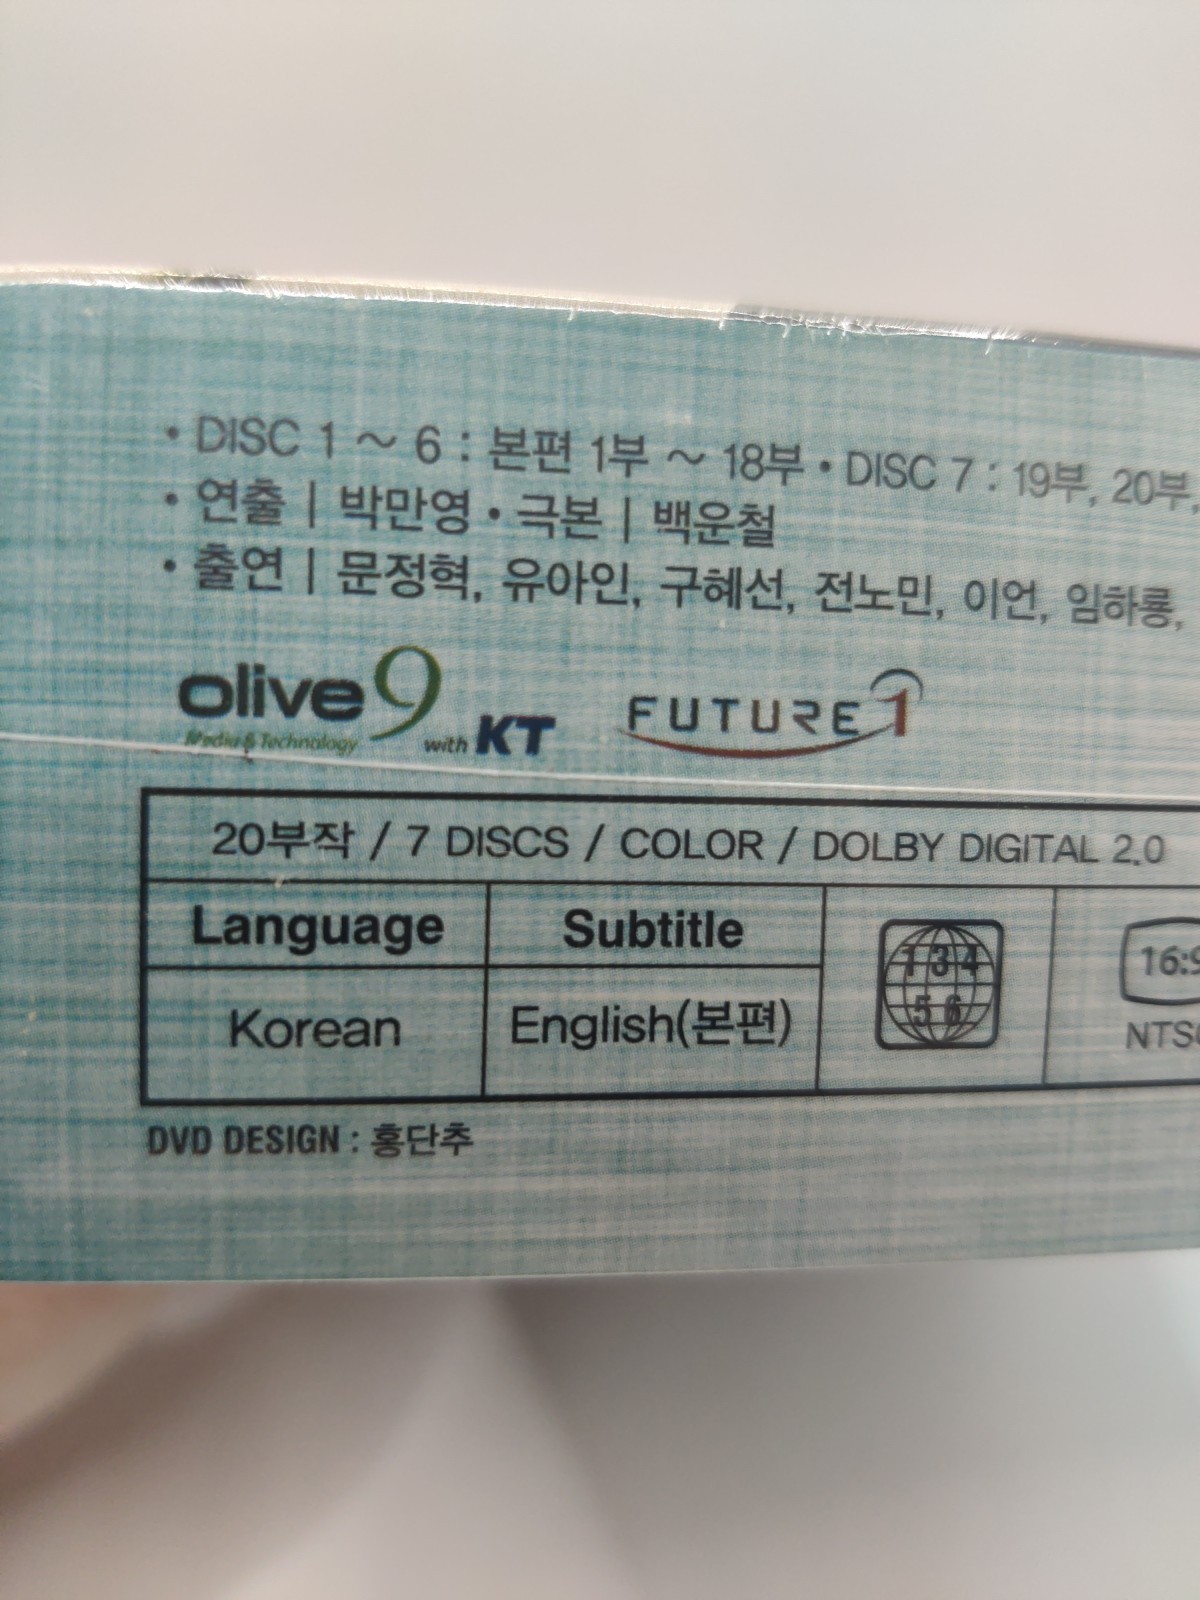 • DISC 1 ~ 6 : 본편 1부 ~ 18부 • DISC 7 : 19부, 20부,
• 연출 | 박만영 • 극본 | 백운철
• 출연 | 문정혁, 유아인, 구혜선, 전노민, 이언, 임하룡,
olive9
Media & Technology with KT
FUTURE1
20부작 / 7 DISCS / COLOR / DOLBY DIGITAL 2.0
Language Subtitle
1 3 4
5 6
16:9
Korean English(본편)
NTSC
DVD DESIGN : 홍단추